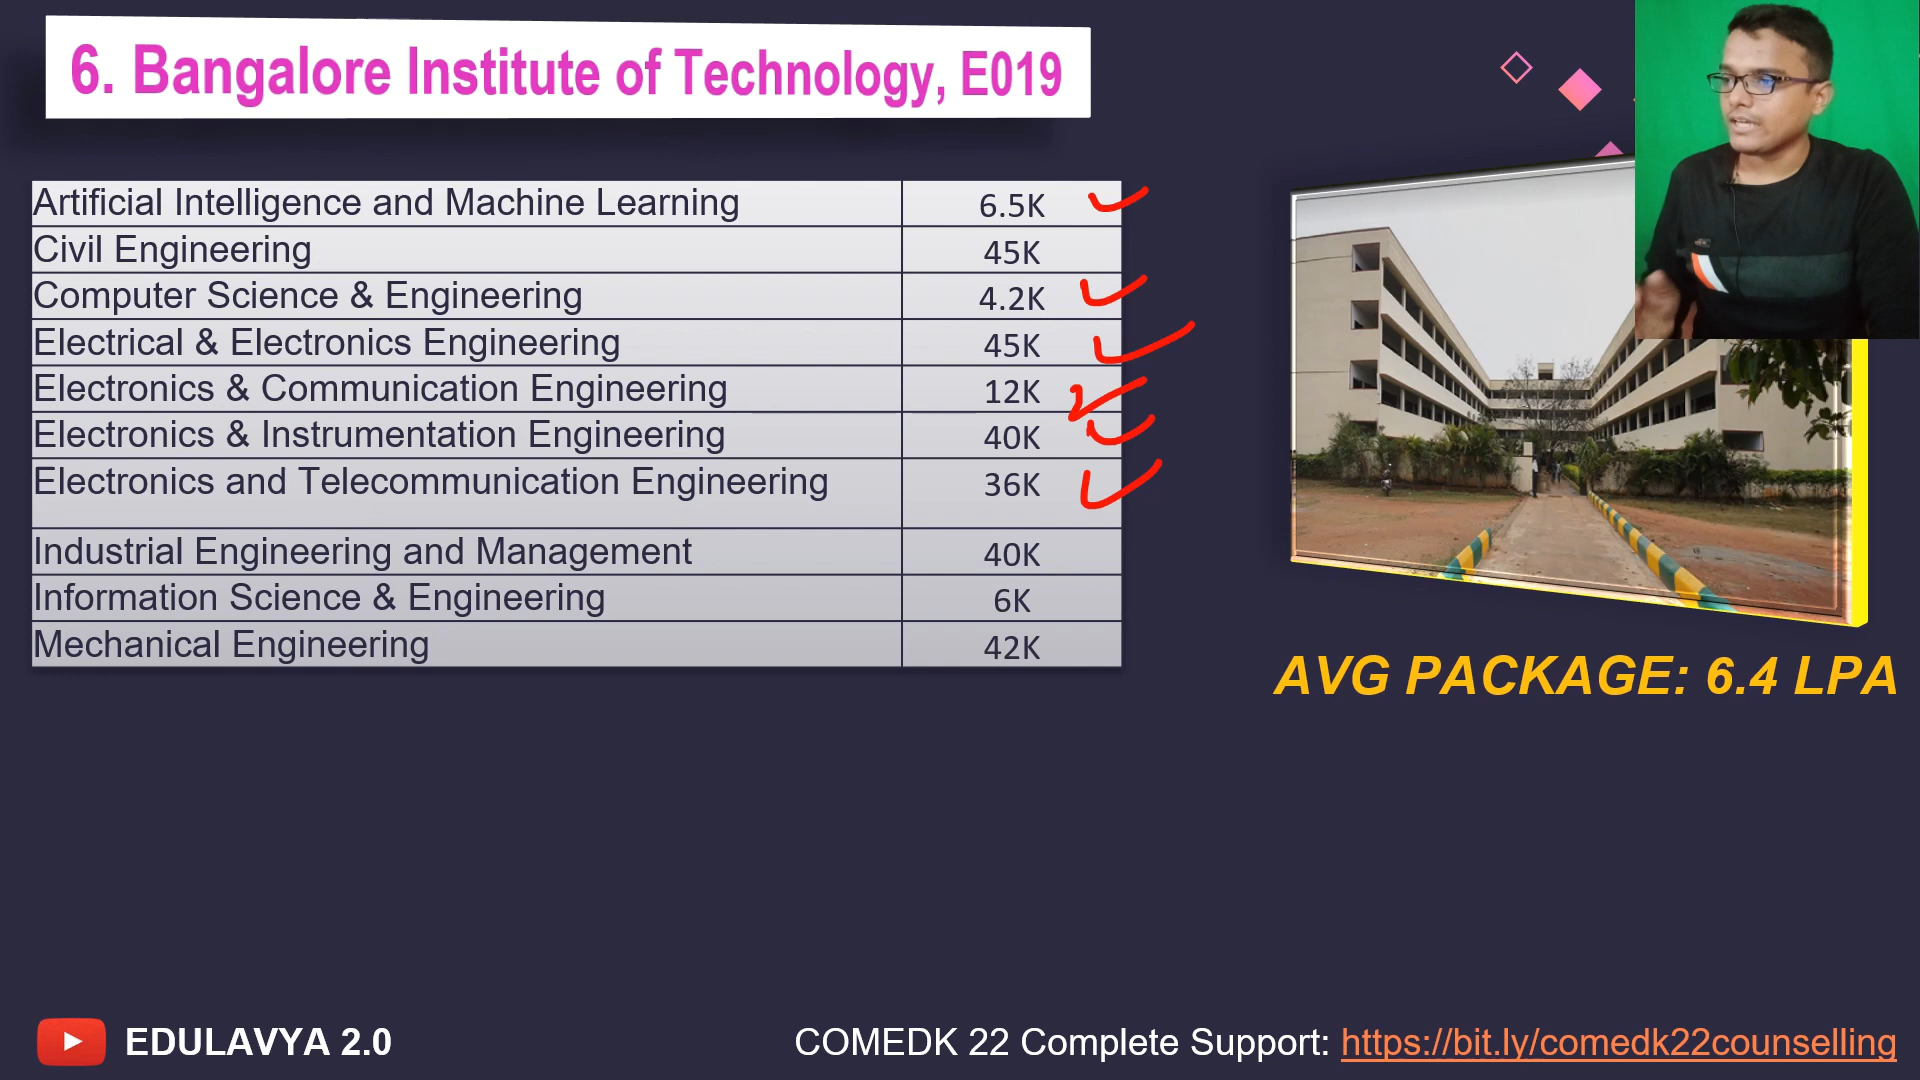 6. Bangalore Institute of Technology, E019
Artificial Intelligence and Machine Learning 6.5K
Civil Engineering 45K
Computer Science & Engineering 4.2K
Electrical & Electronics Engineering 45K
Electronics & Communication Engineering 12K
Electronics & Instrumentation Engineering 40K
Electronics and Telecommunication Engineering 36K
Industrial Engineering and Management 40K
Information Science & Engineering 6K
Mechanical Engineering 42K
AVG PACKAGE: 6.4 LPA
EDULAVYA 2.0
COMEDK 22 Complete Support: https://bit.ly/comedk22counselling